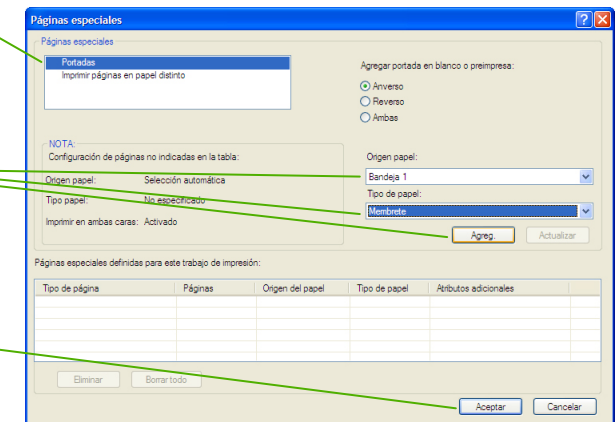 Páginas especiales
Páginas especiales
Portadas
Imprimir páginas en papel distinto
Agregar portada en blanco o preimpresa:
Anverso
Reverso
Ambas
NOTA:
Configuración de páginas no indicadas en la tabla:
Origen papel: Selección automática
Tipo papel: No especificado
Imprimir en ambas caras: Activado
Origen papel:
Bandeja 1
Tipo de papel:
Membrete
Agreg. Actualizar
Páginas especiales definidas para este trabajo de impresión:
Tipo de página Páginas Origen del papel Tipo de papel Atributos adicionales
Eliminar Borrar todo
Aceptar Cancelar